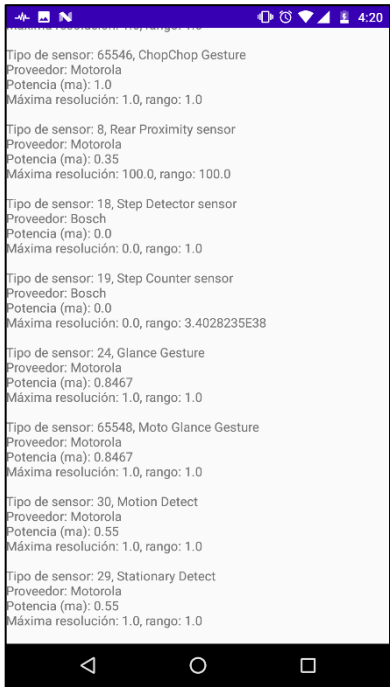 4:20
Máxima resolución: 1.0, rango: 1.0
Tipo de sensor: 65546, ChopChop Gesture
Proveedor: Motorola
Potencia (ma): 1.0
Máxima resolución: 1.0, rango: 1.0
Tipo de sensor: 8, Rear Proximity sensor
Proveedor: Motorola
Potencia (ma): 0.35
Máxima resolución: 100.0, rango: 100.0
Tipo de sensor: 18, Step Detector sensor
Proveedor: Bosch
Potencia (ma): 0.0
Máxima resolución: 0.0, rango: 1.0
Tipo de sensor: 19, Step Counter sensor
Proveedor: Bosch
Potencia (ma): 0.0
Máxima resolución: 0.0, rango: 3.4028235E38
Tipo de sensor: 24, Glance Gesture
Proveedor: Motorola
Potencia (ma): 0.8467
Máxima resolución: 1.0, rango: 1.0
Tipo de sensor: 65548, Moto Glance Gesture
Proveedor: Motorola
Potencia (ma): 0.8467
Máxima resolución: 1.0, rango: 1.0
Tipo de sensor: 30, Motion Detect
Proveedor: Motorola
Potencia (ma): 0.55
Máxima resolución: 1.0, rango: 1.0
Tipo de sensor: 29, Stationary Detect
Proveedor: Motorola
Potencia (ma): 0.55
Máxima resolución: 1.0, rango: 1.0